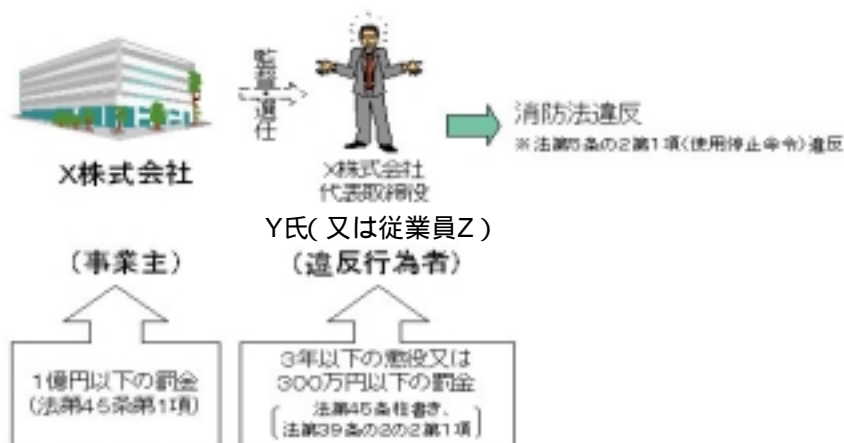 監督・選任
消防法違反
※法第5条の2第1項(使用停止命令)違反
X株式会社
X株式会社
代表取締役
Y氏(又は従業員Z)
(事業主)
(違反行為者)
1億円以下の罰金
(法第45条第1項)
3年以下の懲役又は
300万円以下の罰金
法第45条柱書き、
法第39条の2の2第1項